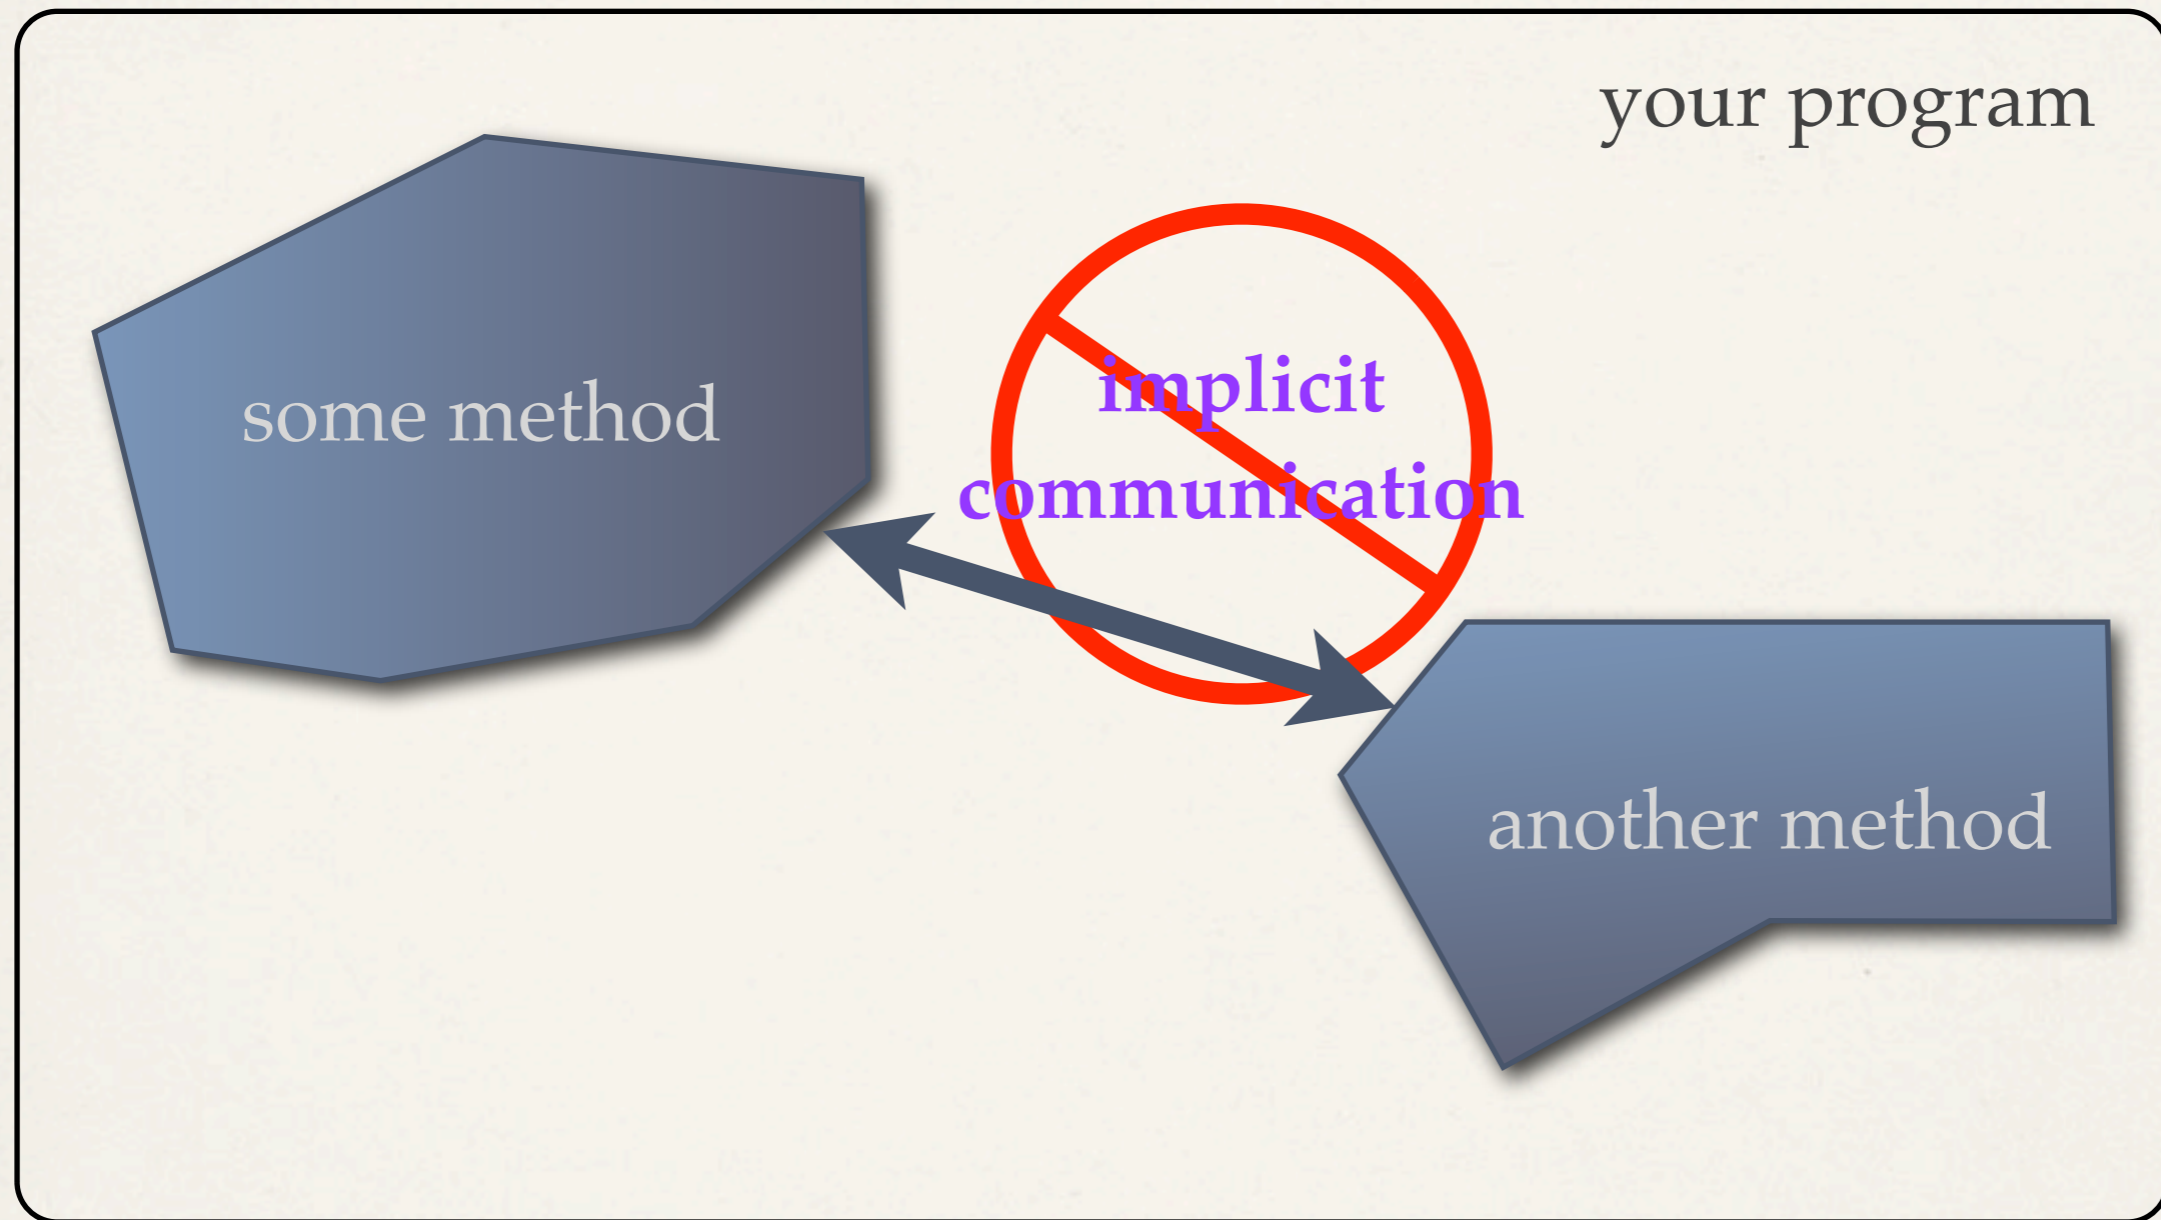 your program
some method
implicit
communication
another method